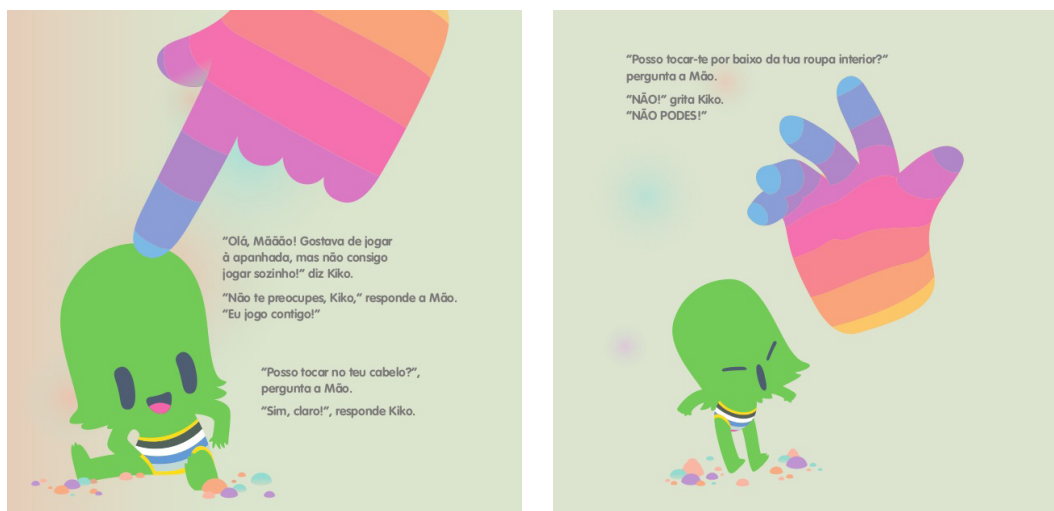 “Olá, Mããão! Gostava de jogar
à apanhada, mas não consigo
jogar sozinho!” diz Kiko.
“Não te preocupes, Kiko,” responde a Mão.
“Eu jogo contigo!”
“Posso tocar no teu cabelo?”,
pergunta a Mão.
“Sim, claro!”, responde Kiko.
“Posso tocar-te por baixo da tua roupa interior?”
pergunta a Mão.
“NÃO!” grita Kiko.
“NÃO PODES!”